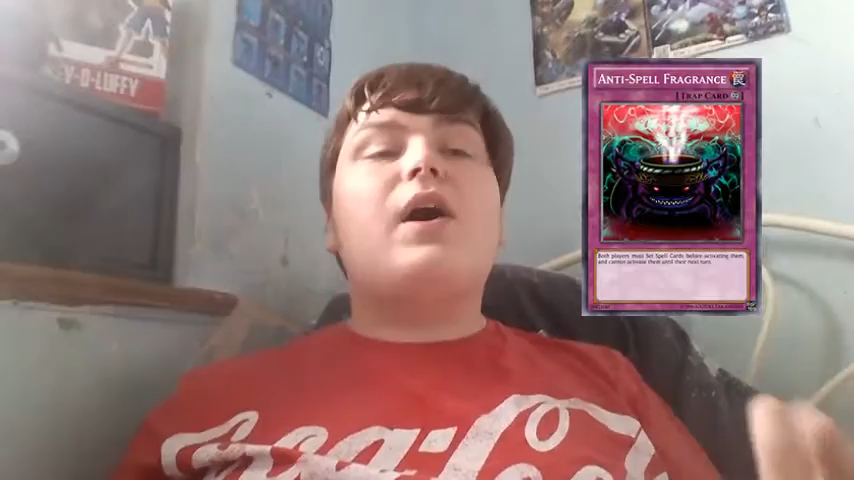 Y-D-LUFFY
ANTI-SPELL FRAGRANCE
[TRAP CARD
Both players must Set Spell Cards before activating them
and cannot activate them until their next turn.
Coca-Cola